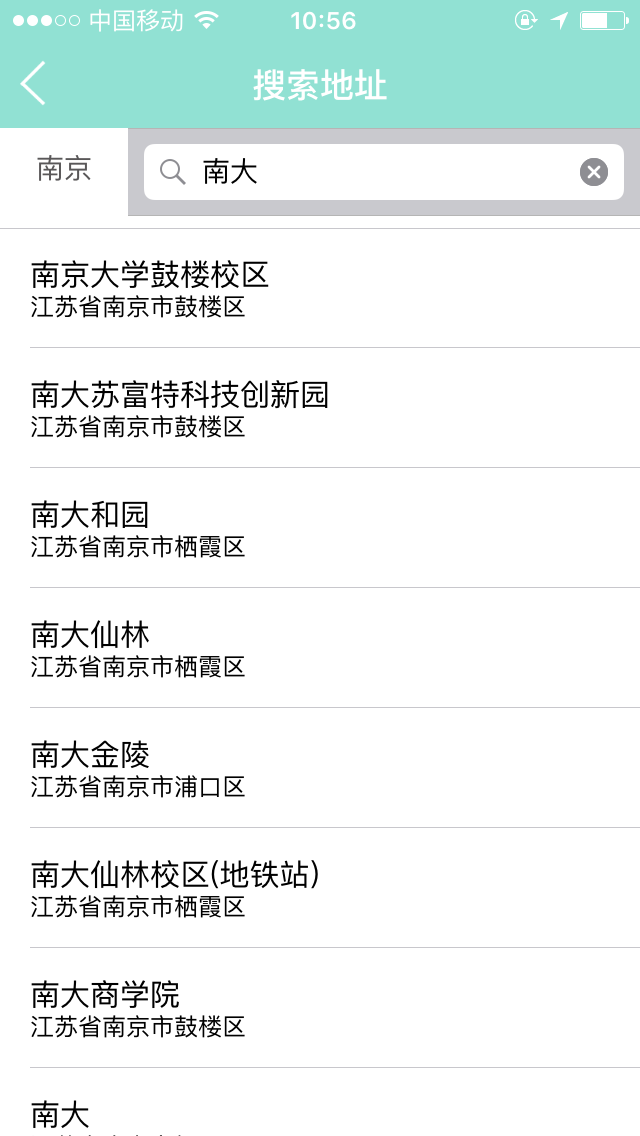 中国移动 10:56
搜索地址
南京 南大
南京大学鼓楼校区
江苏省南京市鼓楼区
南大苏富特科技创新园
江苏省南京市鼓楼区
南大和园
江苏省南京市栖霞区
南大仙林
江苏省南京市栖霞区
南大金陵
江苏省南京市浦口区
南大仙林校区(地铁站)
江苏省南京市栖霞区
南大商学院
江苏省南京市鼓楼区
南大